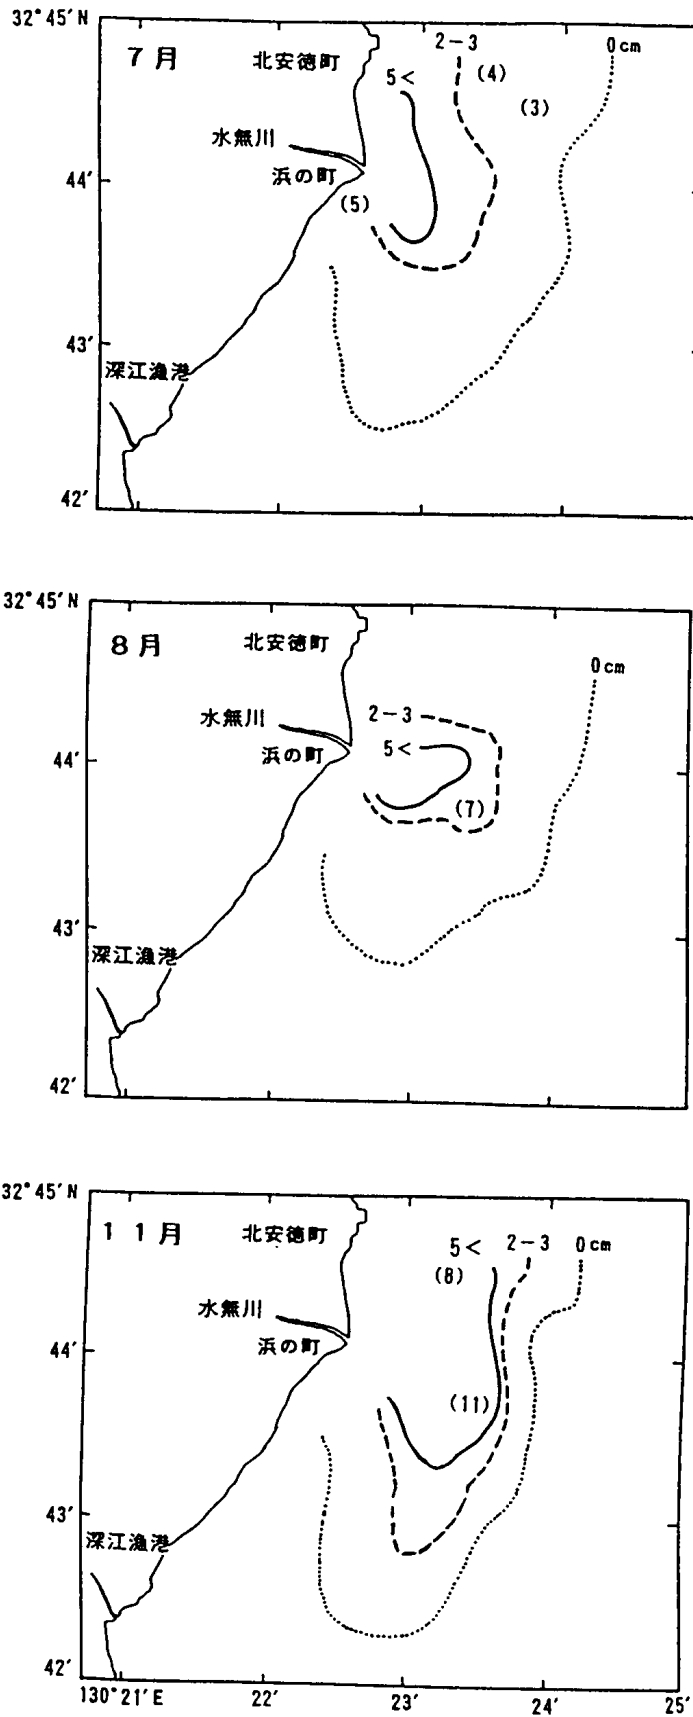 32°45′N
7月
北安徳町
2-3
0cm
5<
(4)
(3)
水無川
44′
浜の町
(5)
43′
深江漁港
42′
32°45′N
8月
北安徳町
0cm
水無川
2-3
浜の町
5<
44′
(7)
43′
深江漁港
42′
32°45′N
11月
北安徳町
5<
2-3
0cm
(8)
水無川
浜の町
44′
(11)
43′
深江漁港
42′
130°21′E
22′
23′
24′
25′